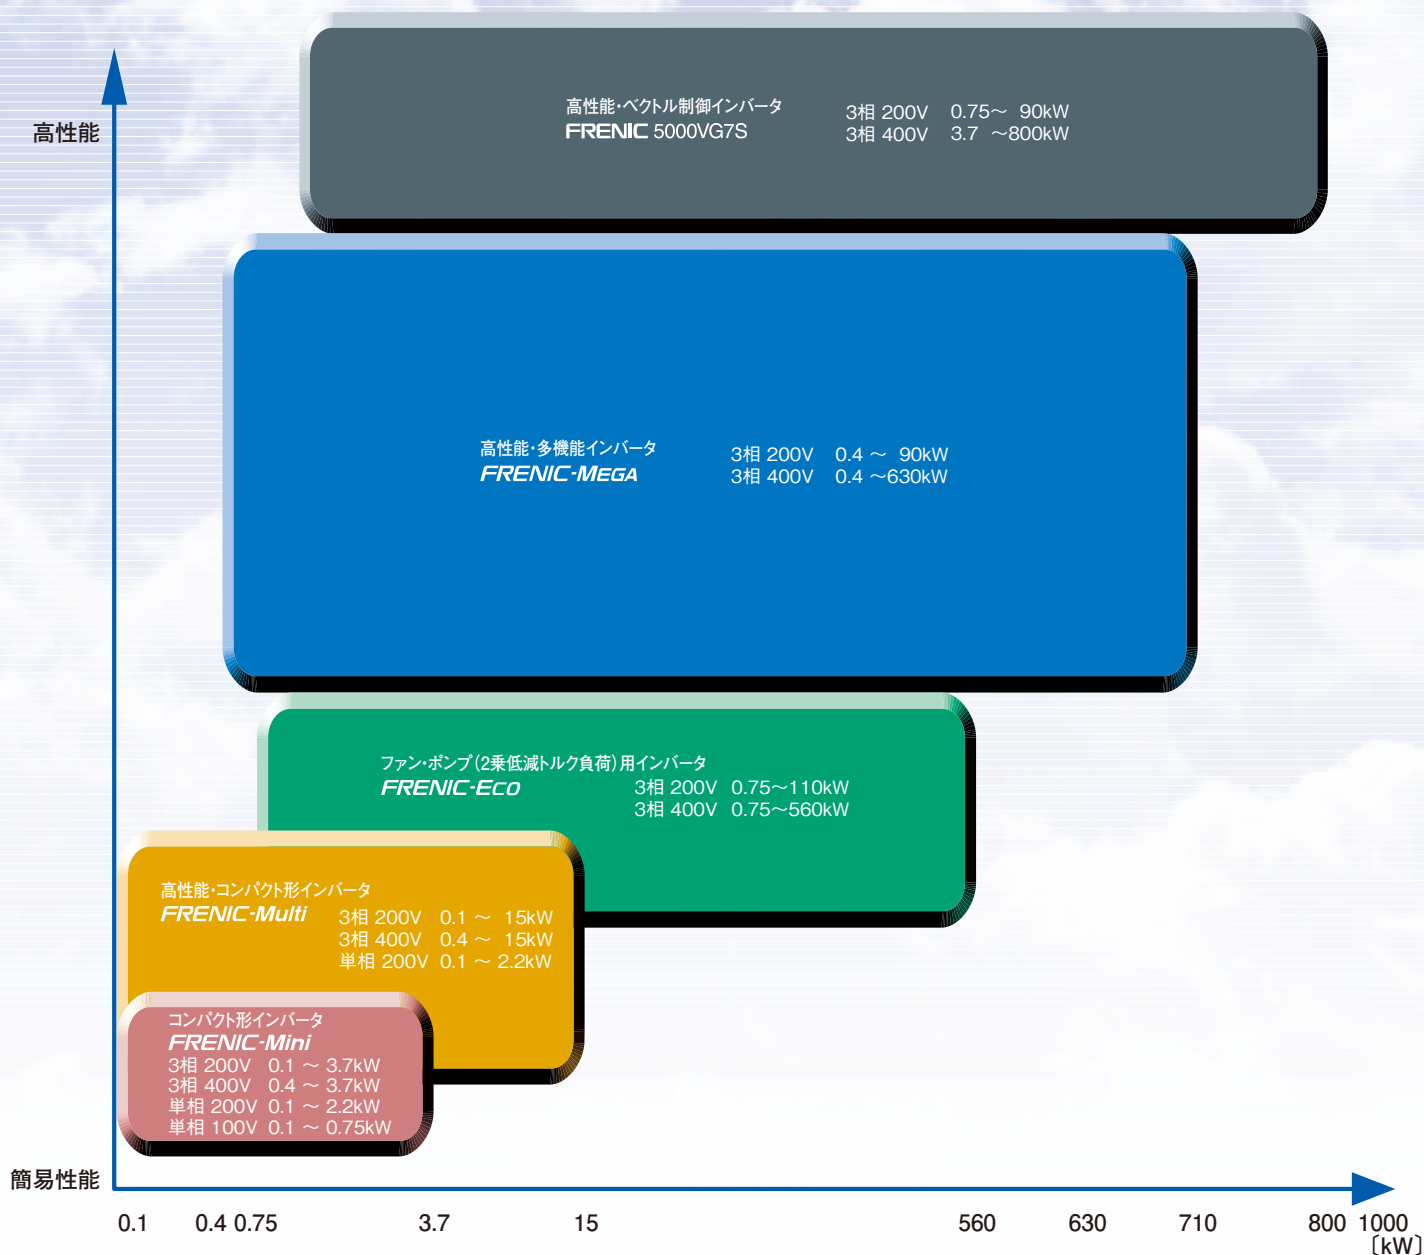 高性能
高性能・ベクトル制御インバータ
FRENIC 5000VG7S
3相 200V 0.75～ 90kW
3相 400V 3.7 ～800kW
高性能・多機能インバータ
FRENIC-MEGA
3相 200V 0.4 ～ 90kW
3相 400V 0.4 ～630kW
ファン・ポンプ（2乗低減トルク負荷）用インバータ
FRENIC-Eco
3相 200V 0.75～110kW
3相 400V 0.75～560kW
高性能・コンパクト形インバータ
FRENIC-Multi
3相 200V 0.1 ～ 15kW
3相 400V 0.4 ～ 15kW
単相 200V 0.1 ～ 2.2kW
コンパクト形インバータ
FRENIC-Mini
3相 200V 0.1 ～ 3.7kW
3相 400V 0.4 ～ 3.7kW
単相 200V 0.1 ～ 2.2kW
単相 100V 0.1 ～ 0.75kW
簡易性能
0.1 0.4 0.75 3.7 15 560 630 710 800 1000
〔kW〕